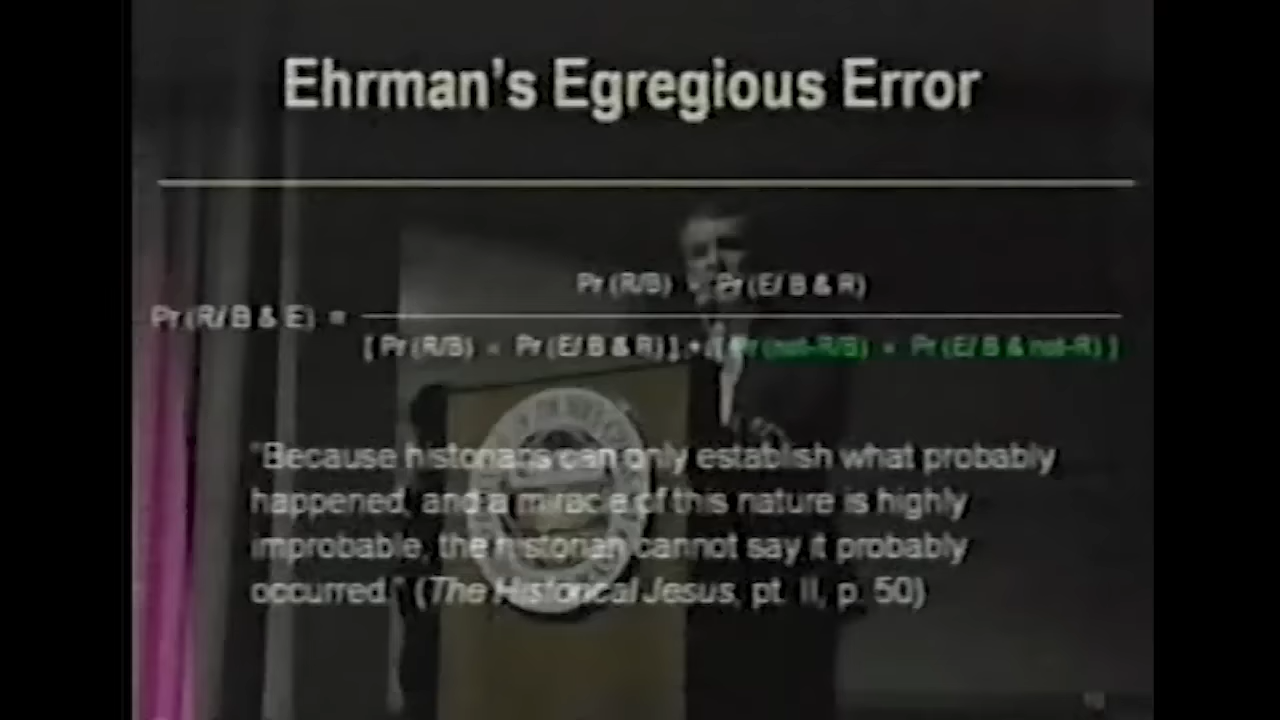 Ehrman's Egregious Error
Pr (R/B) × Pr (E/ B & R)
Pr (R/ B & E) =
[ Pr (R/B) × Pr (E/ B & R) ] + [ Pr (not-R/B) × Pr (E/ B & not-R) ]
"Because historians can only establish what probably
happened, and a miracle of this nature is highly
improbable, the historian cannot say it probably
occurred." (The Historical Jesus, pt. II, p. 50)